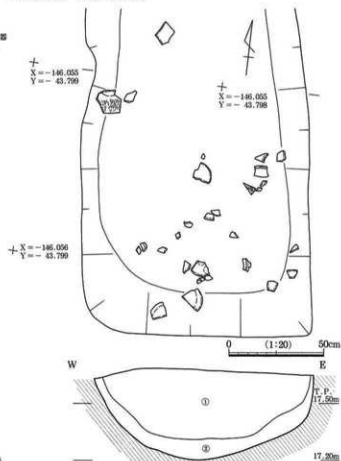 器
X=-146.055
Y=- 43.799
X=-146.055
Y=- 43.798
X=-146.056
Y=- 43.799
0 (1:20) 50cm
W E
①
T.P.
17.50m
②
17.20m